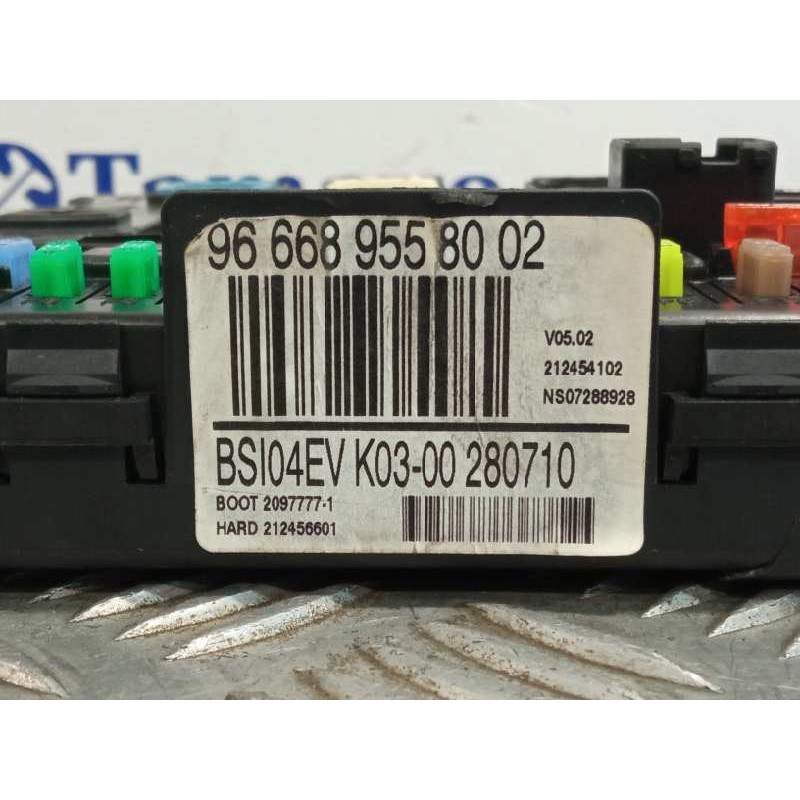 96 668 955 80 02
V05.02
212454102
NS07288928
BSI04EV K03-00 280710
BOOT 2097777-1
HARD 212456601